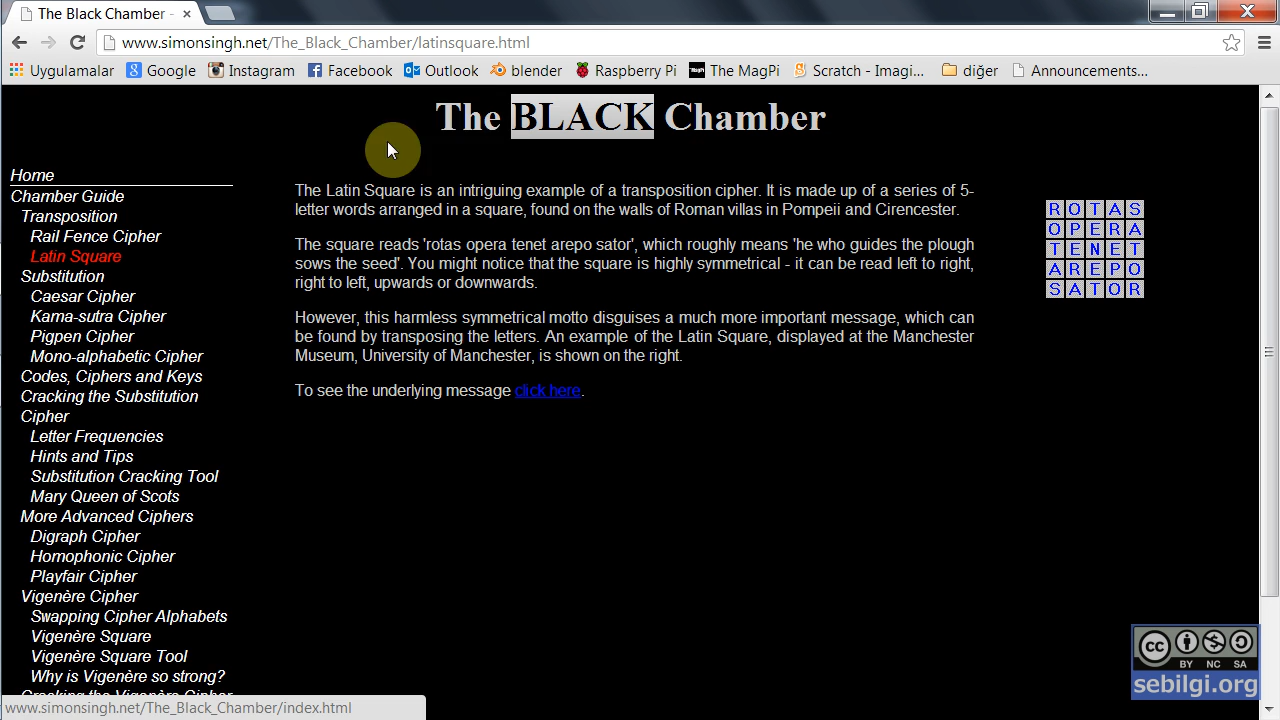 The Black Chamber -
www.simonsingh.net/The_Black_Chamber/latinsquare.html
Uygulamalar Google Instagram Facebook Outlook blender Raspberry Pi The MagPi Scratch - Imagi... diğer Announcements...
The BLACK Chamber
Home
Chamber Guide
Transposition
Rail Fence Cipher
Latin Square
Substitution
Caesar Cipher
Kama-sutra Cipher
Pigpen Cipher
Mono-alphabetic Cipher
Codes, Ciphers and Keys
Cracking the Substitution
Cipher
Letter Frequencies
Hints and Tips
Substitution Cracking Tool
Mary Queen of Scots
More Advanced Ciphers
Digraph Cipher
Homophonic Cipher
Playfair Cipher
Vigenère Cipher
Swapping Cipher Alphabets
Vigenère Square
Vigenère Square Tool
Why is Vigenère so strong?
Cracking the Vigenère Cipher
The Latin Square is an intriguing example of a transposition cipher. It is made up of a series of 5-
letter words arranged in a square, found on the walls of Roman villas in Pompeii and Cirencester.
The square reads 'rotas opera tenet arepo sator', which roughly means 'he who guides the plough
sows the seed'. You might notice that the square is highly symmetrical - it can be read left to right,
right to left, upwards or downwards.
However, this harmless symmetrical motto disguises a much more important message, which can
be found by transposing the letters. An example of the Latin Square, displayed at the Manchester
Museum, University of Manchester, is shown on the right.
To see the underlying message click here.
R O T A S
O P E R A
T E N E T
A R E P O
S A T O R
cc
BY NC SA
sebilgi.org
www.simonsingh.net/The_Black_Chamber/index.html